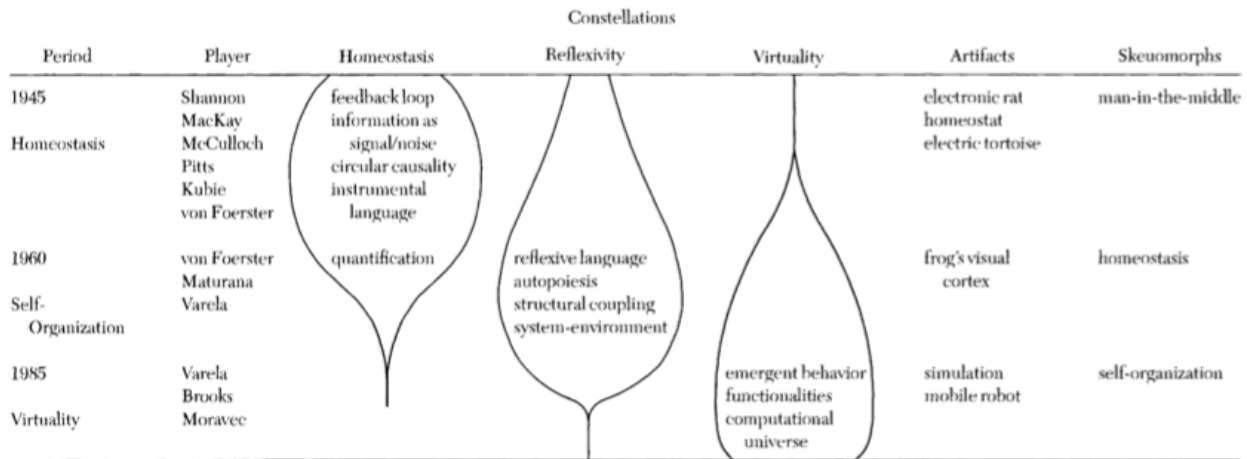 Constellations
Period Player Homeostasis Reflexivity Virtuality Artifacts Skeuomorphs
1945 Shannon feedback loop electronic rat man-in-the-middle
MacKay information as homeostat
Homeostasis McCulloch signal/noise electric tortoise
Pitts circular causality
Kubie instrumental
von Foerster language
1960 von Foerster quantification reflexive language frog's visual homeostasis
Maturana autopoiesis cortex
Self- Varela structural coupling
Organization system-environment
1985 Varela emergent behavior simulation self-organization
Brooks functionalities mobile robot
Virtuality Moravec computational
universe